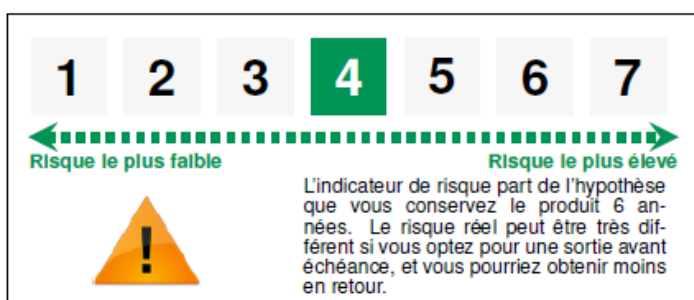 1 2 3 4 5 6 7
Risque le plus faible Risque le plus élevé
L'indicateur de risque part de l'hypothèse
que vous conservez le produit 6 an-
nées. Le risque réel peut être très dif-
férent si vous optez pour une sortie avant
échéance, et vous pourriez obtenir moins
en retour.
!